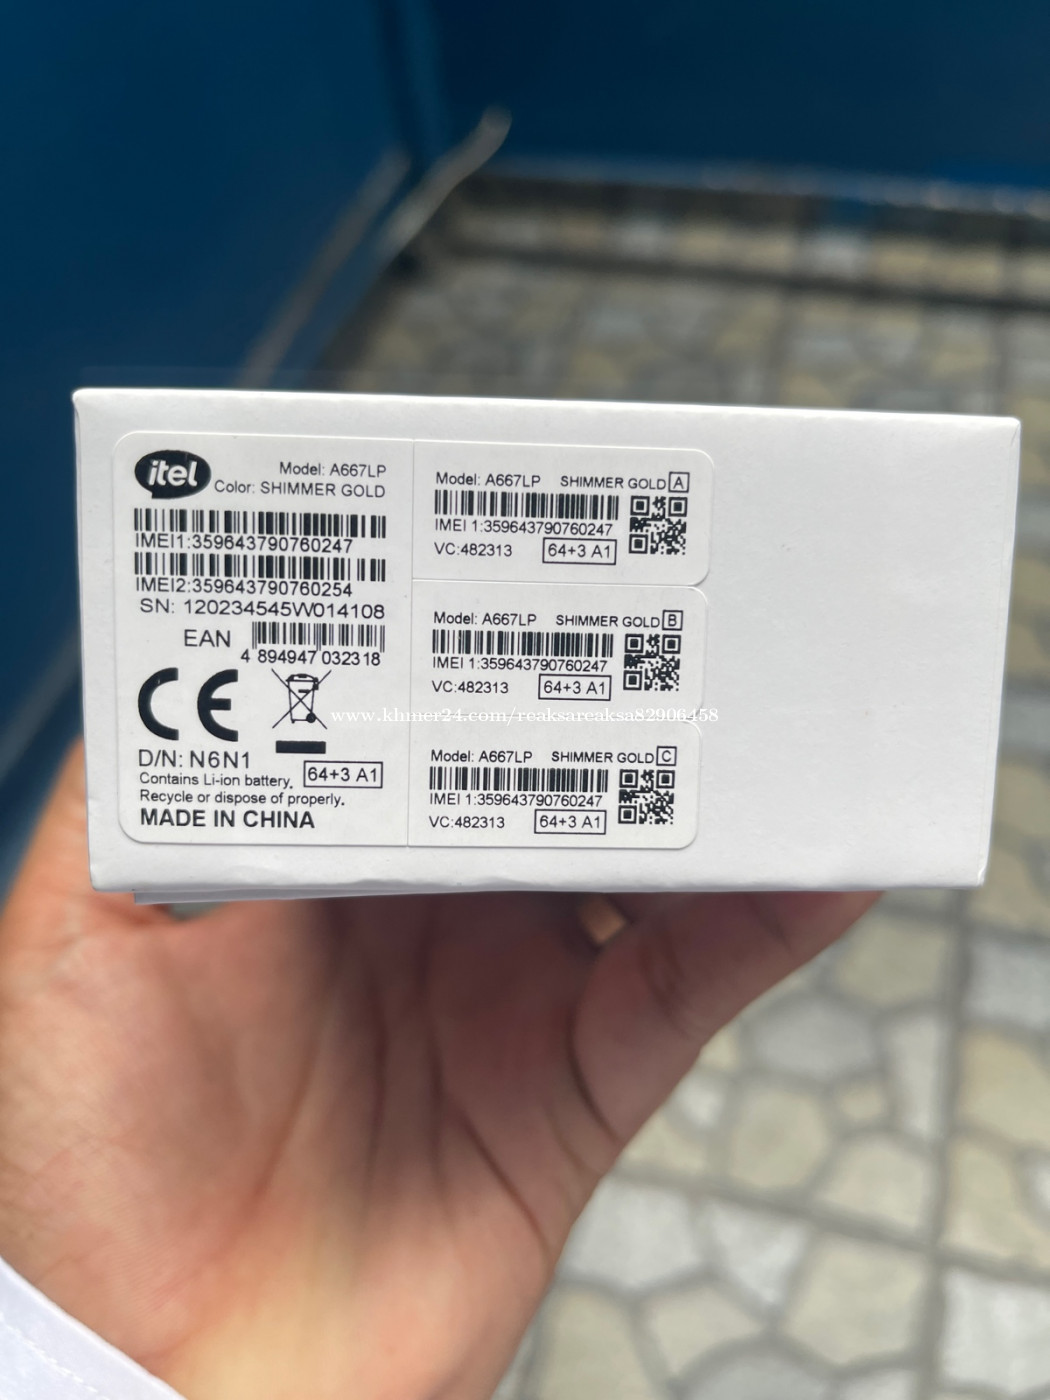 itel
Model: A667LP
Color: SHIMMER GOLD
IMEI1:359643790760247
IMEI2:359643790760254
SN: 120234545W014108
EAN
4 894947 032318
CE
D/N: N6N1
Contains Li-ion battery. 64+3 A1
Recycle or dispose of properly.
MADE IN CHINA
Model: A667LP SHIMMER GOLD A
IMEI 1:359643790760247
VC:482313 64+3 A1
Model: A667LP SHIMMER GOLD B
IMEI 1:359643790760247
VC:482313 64+3 A1
Model: A667LP SHIMMER GOLD C
IMEI 1:359643790760247
VC:482313 64+3 A1
www.khmer24.com/reaksareaksa82906458